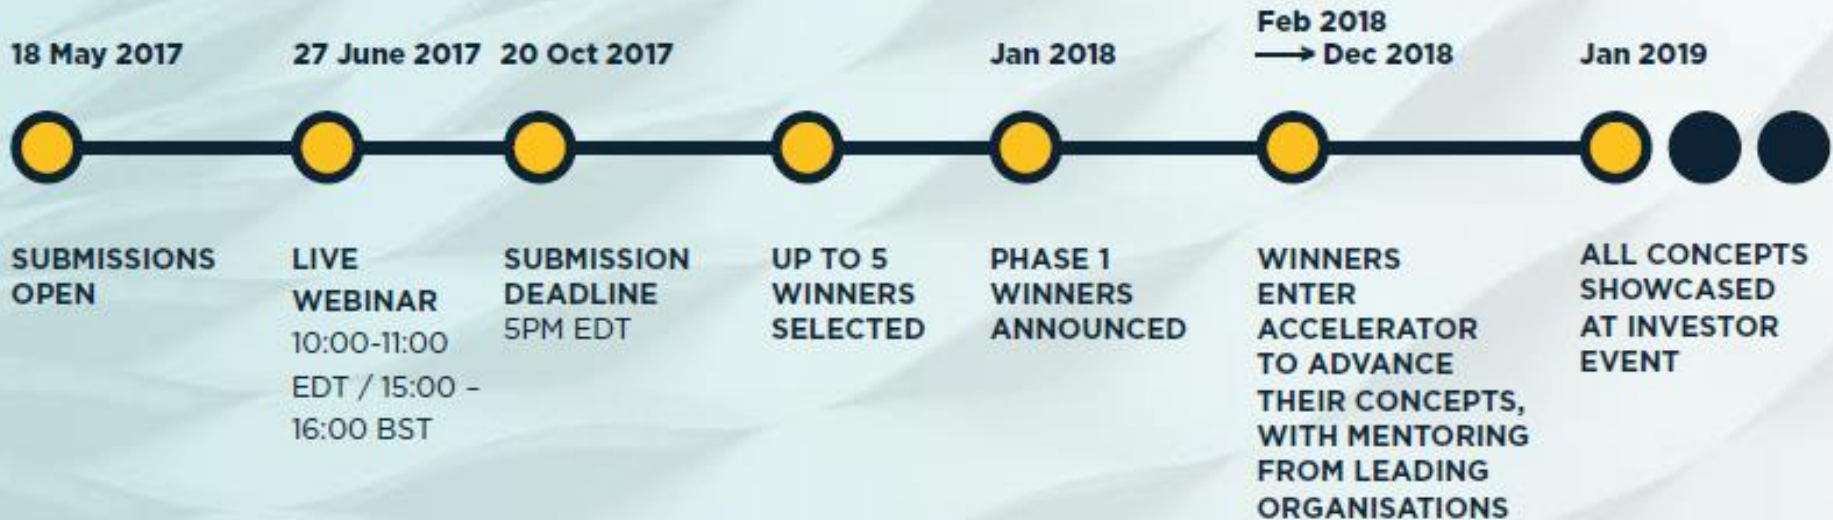 18 May 2017
SUBMISSIONS
OPEN
27 June 2017
LIVE
WEBINAR
10:00-11:00
EDT / 15:00 –
16:00 BST
20 Oct 2017
SUBMISSION
DEADLINE
5PM EDT
UP TO 5
WINNERS
SELECTED
Jan 2018
PHASE 1
WINNERS
ANNOUNCED
Feb 2018
→ Dec 2018
WINNERS
ENTER
ACCELERATOR
TO ADVANCE
THEIR CONCEPTS,
WITH MENTORING
FROM LEADING
ORGANISATIONS
Jan 2019
ALL CONCEPTS
SHOWCASED
AT INVESTOR
EVENT